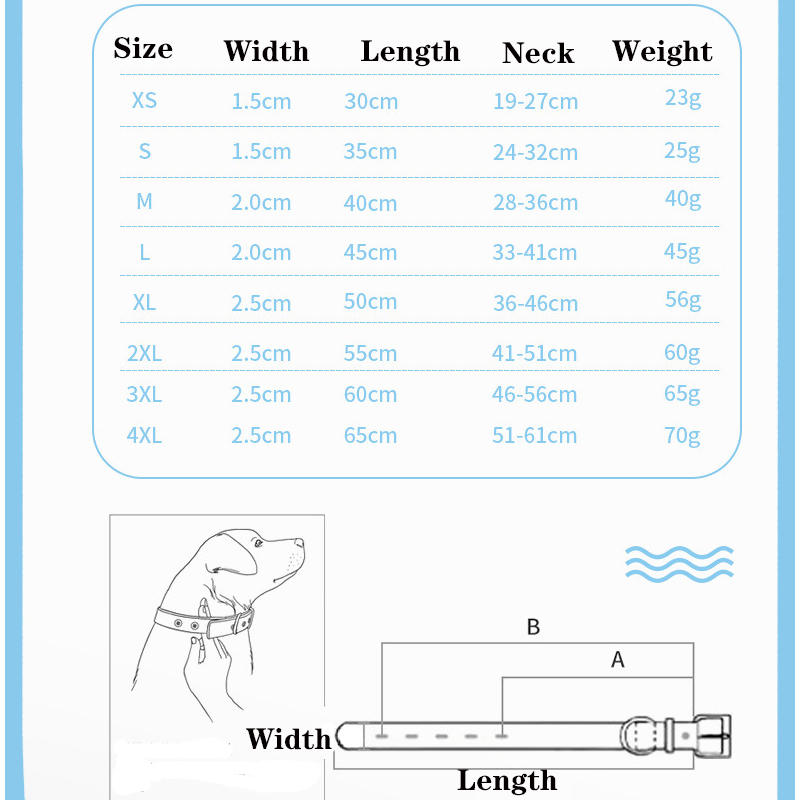 Size Width Length Neck Weight
XS 1.5cm 30cm 19-27cm 23g
S 1.5cm 35cm 24-32cm 25g
M 2.0cm 40cm 28-36cm 40g
L 2.0cm 45cm 33-41cm 45g
XL 2.5cm 50cm 36-46cm 56g
2XL 2.5cm 55cm 41-51cm 60g
3XL 2.5cm 60cm 46-56cm 65g
4XL 2.5cm 65cm 51-61cm 70g
B
A
Width
Length